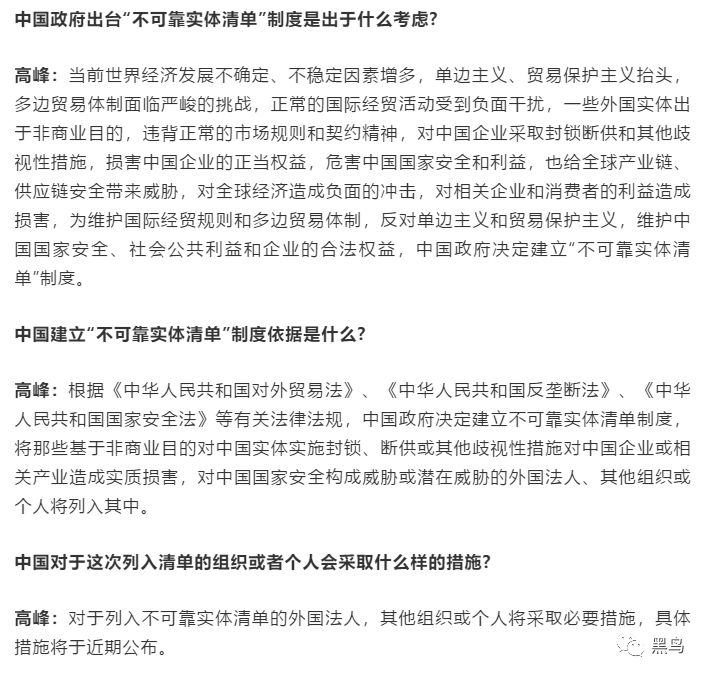 中国政府出台“不可靠实体清单”制度是出于什么考虑?
高峰：当前世界经济发展不确定、不稳定因素增多，单边主义、贸易保护主义抬头，
多边贸易体制面临严峻的挑战，正常的国际经贸活动受到负面干扰，一些外国实体出
于非商业目的，违背正常的市场规则和契约精神，对中国企业采取封锁断供和其他歧
视性措施，损害中国企业的正当权益，危害中国国家安全和利益，也给全球产业链、
供应链安全带来威胁，对全球经济造成负面的冲击，对相关企业和消费者的利益造成
损害，为维护国际经贸规则和多边贸易体制，反对单边主义和贸易保护主义，维护中
国国家安全、社会公共利益和企业的合法权益，中国政府决定建立“不可靠实体清
单”制度。
中国建立“不可靠实体清单”制度依据是什么?
高峰：根据《中华人民共和国对外贸易法》、《中华人民共和国反垄断法》、《中华
人民共和国国家安全法》等有关法律法规，中国政府决定建立不可靠实体清单制度，
将那些基于非商业目的对中国实体实施封锁、断供或其他歧视性措施对中国企业或相
关产业造成实质损害，对中国国家安全构成威胁或潜在威胁的外国法人、其他组织或
个人将列入其中。
中国对于这次列入清单的组织或者个人会采取什么样的措施?
高峰：对于列入不可靠实体清单的外国法人，其他组织或个人将采取必要措施，具体
措施将于近期公布。
黑鸟